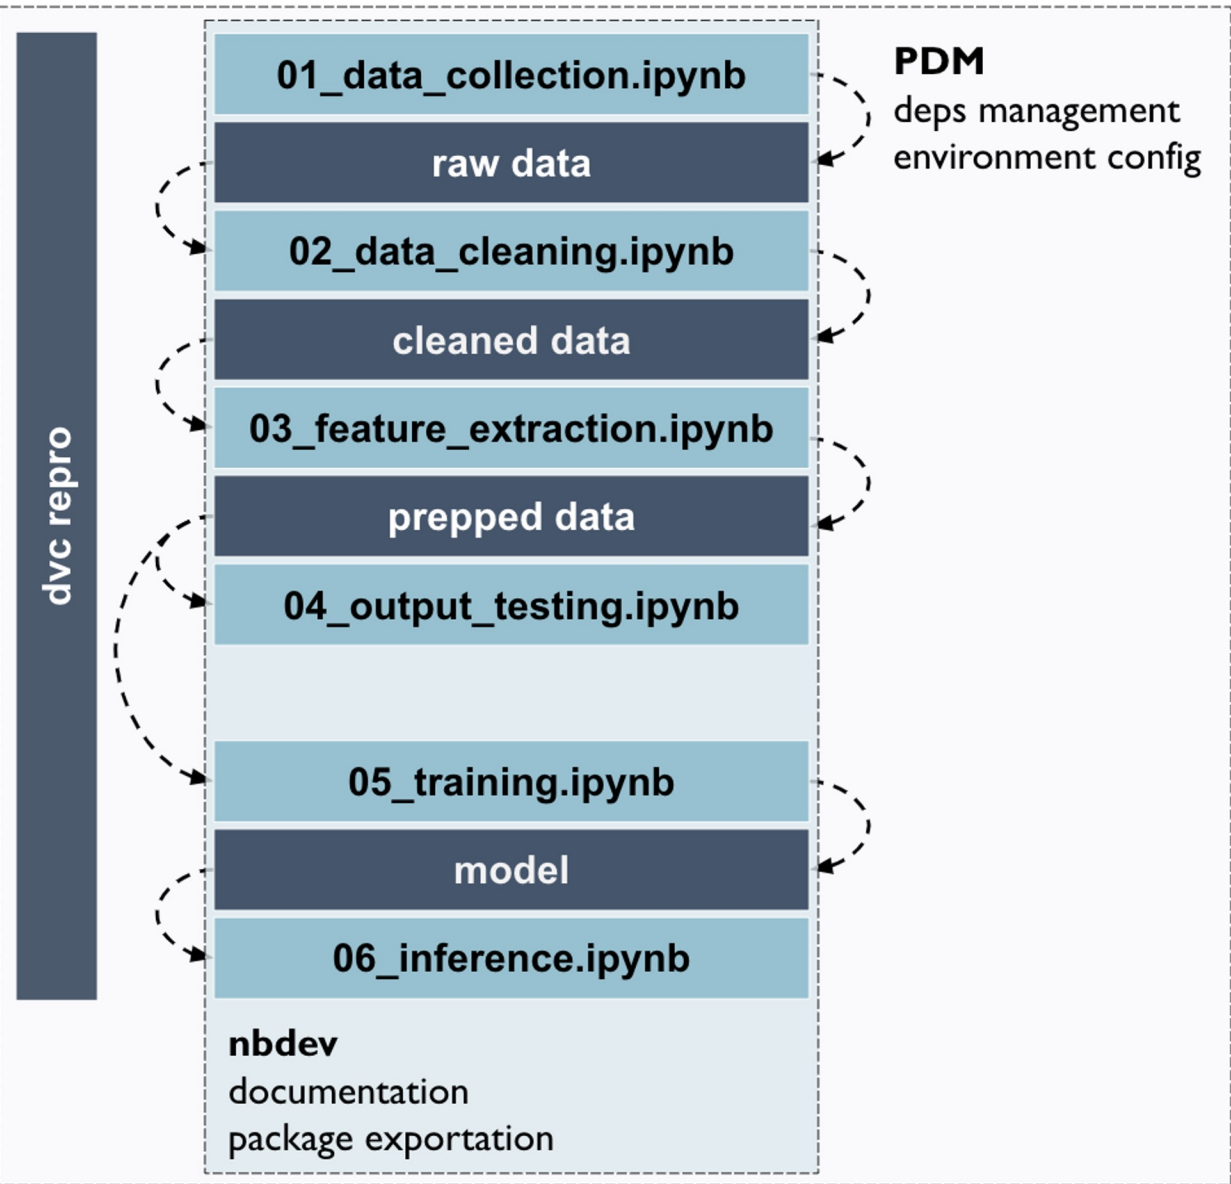 dvc repro
01_data_collection.ipynb
raw data
02_data_cleaning.ipynb
cleaned data
03_feature_extraction.ipynb
prepped data
04_output_testing.ipynb
05_training.ipynb
model
06_inference.ipynb
nbdev
documentation
package exportation
PDM
deps management
environment config